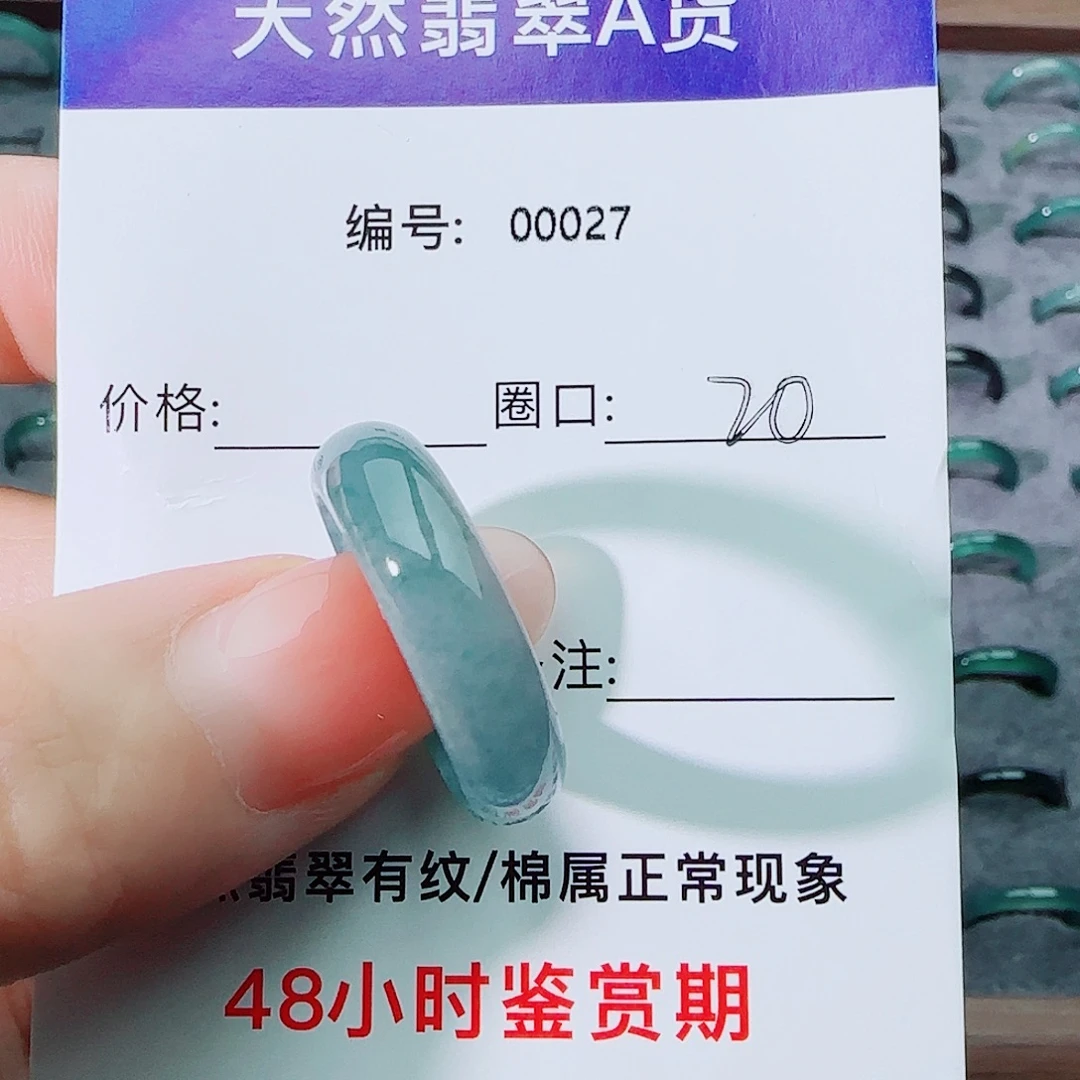 天然翡翠A货
编号: 00027
价格: 圈口: 20
注:
翡翠有纹/棉属正常现象
48小时鉴赏期